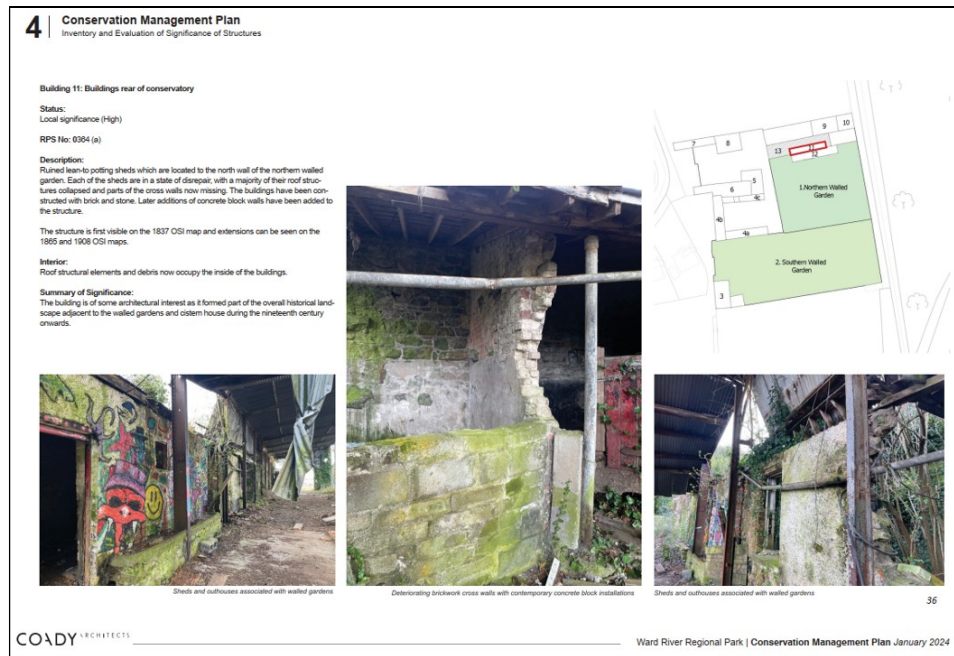 4
Conservation Management Plan
Inventory and Evaluation of Significance of Structures
Building 11: Buildings rear of conservatory
Status:
Local significance (High)
RPS No: 0364 (a)
Description:
Ruined lean-to potting sheds which are located to the north wall of the northern walled
garden. Each of the sheds are in a state of disrepair, with a majority of their roof struc-
tures collapsed and parts of the cross walls now missing. The buildings have been con-
structed with brick and stone. Later additions of concrete block walls have been added to
the structure.
The structure is first visible on the 1837 OSI map and extensions can be seen on the
1865 and 1908 OSI maps.
Interior:
Roof structural elements and debris now occupy the inside of the buildings.
Summary of Significance:
The building is of some architectural interest as it formed part of the overall historical land-
scape adjacent to the walled gardens and cistern house during the nineteenth century
onwards.
7
8
9
10
13
11
12
5
6
4c
4b
4a
3
1.Northern Walled
Garden
2. Southern Walled
Garden
Sheds and outhouses associated with walled gardens
Deteriorating brickwork cross walls with contemporary concrete block installations
Sheds and outhouses associated with walled gardens
36
COADY ARCHITECTS
Ward River Regional Park | Conservation Management Plan January 2024